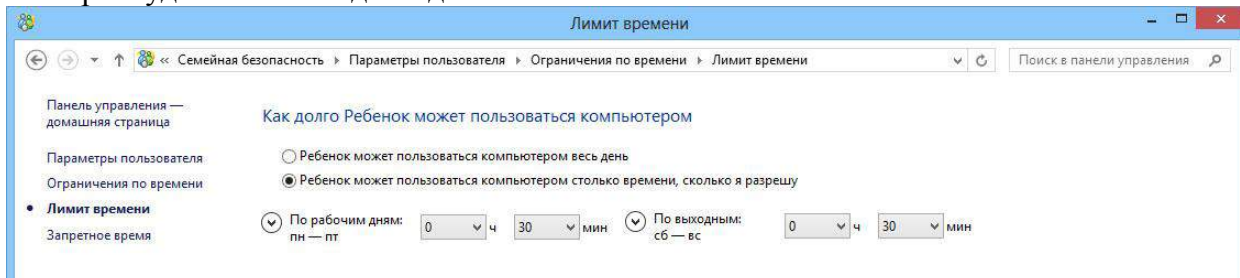 Лимит времени
« Семейная безопасность ▸ Параметры пользователя ▸ Ограничения по времени ▸ Лимит времени
Поиск в панели управления
Панель управления —
домашняя страница
Параметры пользователя
Ограничения по времени
• Лимит времени
Запретное время
Как долго Ребенок может пользоваться компьютером
Ребенок может пользоваться компьютером весь день
Ребенок может пользоваться компьютером столько времени, сколько я разрешу
По рабочим дням:
пн — пт
0 ч 30 мин
По выходным:
сб — вс
0 ч 30 мин